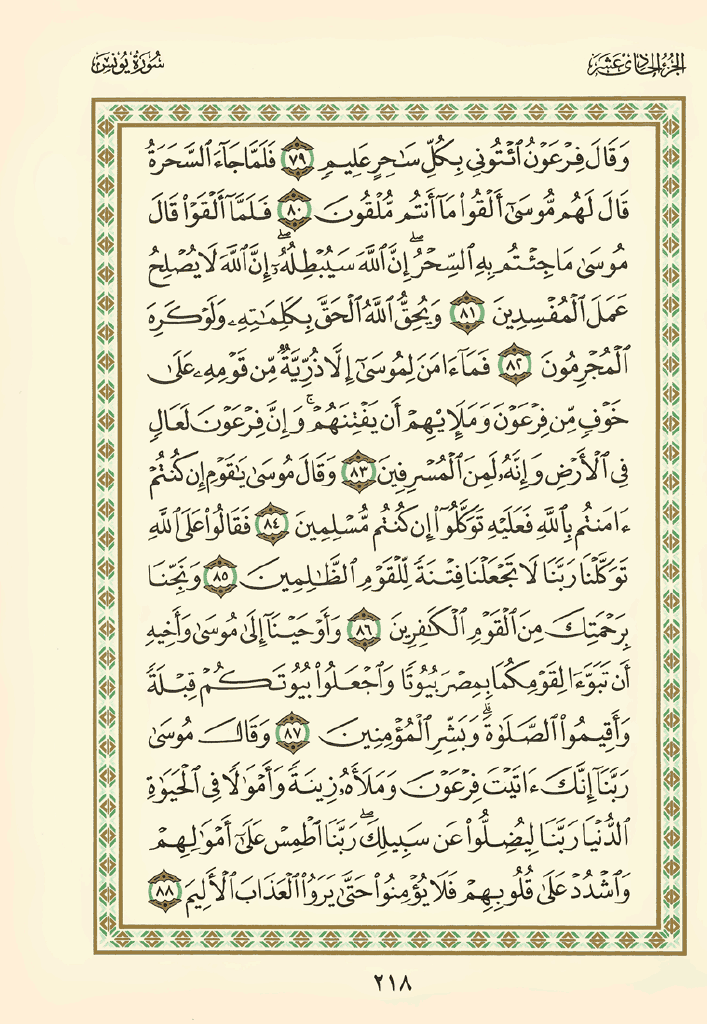 الجزء الحادي عشر
سورة يونس
وَقَالَ فِرْعَوْنُ ٱئْتُونِى بِكُلِّ سَٰحِرٍ عَلِيمٍ ٧٩ فَلَمَّا جَآءَ ٱلسَّحَرَةُ
قَالَ لَهُم مُّوسَىٰٓ أَلْقُوا۟ مَآ أَنتُم مُّلْقُونَ ٨٠ فَلَمَّآ أَلْقَوْا۟ قَالَ
مُوسَىٰ مَا جِئْتُم بِهِ ٱلسِّحْرُ ۖ إِنَّ ٱللَّهَ سَيُبْطِلُهُۥٓ ۖ إِنَّ ٱللَّهَ لَا يُصْلِحُ
عَمَلَ ٱلْمُفْسِدِينَ ٨١ وَيُحِقُّ ٱللَّهُ ٱلْحَقَّ بِكَلِمَٰتِهِۦ وَلَوْ كَرِهَ
ٱلْمُجْرِمُونَ ٨٢ فَمَآ ءَامَنَ لِمُوسَىٰٓ إِلَّا ذُرِّيَّةٌ مِّن قَوْمِهِۦ عَلَىٰ
خَوْفٍ مِّن فِرْعَوْنَ وَمَلَإِي۟هِمْ أَن يَفْتِنَهُمْ ۚ وَإِنَّ فِرْعَوْنَ لَعَالٍ
فِى ٱلْأَرْضِ وَإِنَّهُۥ لَمِنَ ٱلْمُسْرِفِينَ ٨٣ وَقَالَ مُوسَىٰ يَٰقَوْمِ إِن كُنتُمْ
ءَامَنتُم بِٱللَّهِ فَعَلَيْهِ تَوَكَّلُوٓا۟ إِن كُنتُم مُّسْلِمِينَ ٨٤ فَقَالُوا۟ عَلَى ٱللَّهِ
تَوَكَّلْنَا رَبَّنَا لَا تَجْعَلْنَا فِتْنَةً لِّلْقَوْمِ ٱلظَّٰلِمِينَ ٨٥ وَنَجِّنَا
بِرَحْمَتِكَ مِنَ ٱلْقَوْمِ ٱلْكَٰفِرِينَ ٨٦ وَأَوْحَيْنَآ إِلَىٰ مُوسَىٰ وَأَخِيهِ
أَن تَبَوَّءَا لِقَوْمِكُمَا بِمِصْرَ بُيُوتًا وَٱجْعَلُوا۟ بُيُوتَكُمْ قِبْلَةً
وَأَقِيمُوا۟ ٱلصَّلَوٰةَ ۗ وَبَشِّرِ ٱلْمُؤْمِنِينَ ٨٧ وَقَالَ مُوسَىٰ
رَبَّنَآ إِنَّكَ ءَاتَيْتَ فِرْعَوْنَ وَمَلَأَهُۥ زِينَةً وَأَمْوَٰلًا فِى ٱلْحَيَوٰةِ
ٱلدُّنْيَا رَبَّنَا لِيُضِلُّوا۟ عَن سَبِيلِكَ ۖ رَبَّنَا ٱطْمِسْ عَلَىٰٓ أَمْوَٰلِهِمْ
وَٱشْدُدْ عَلَىٰ قُلُوبِهِمْ فَلَا يُؤْمِنُوا۟ حَتَّىٰ يَرَوُا۟ ٱلْعَذَابَ ٱلْأَلِيمَ ٨٨
٢١٨